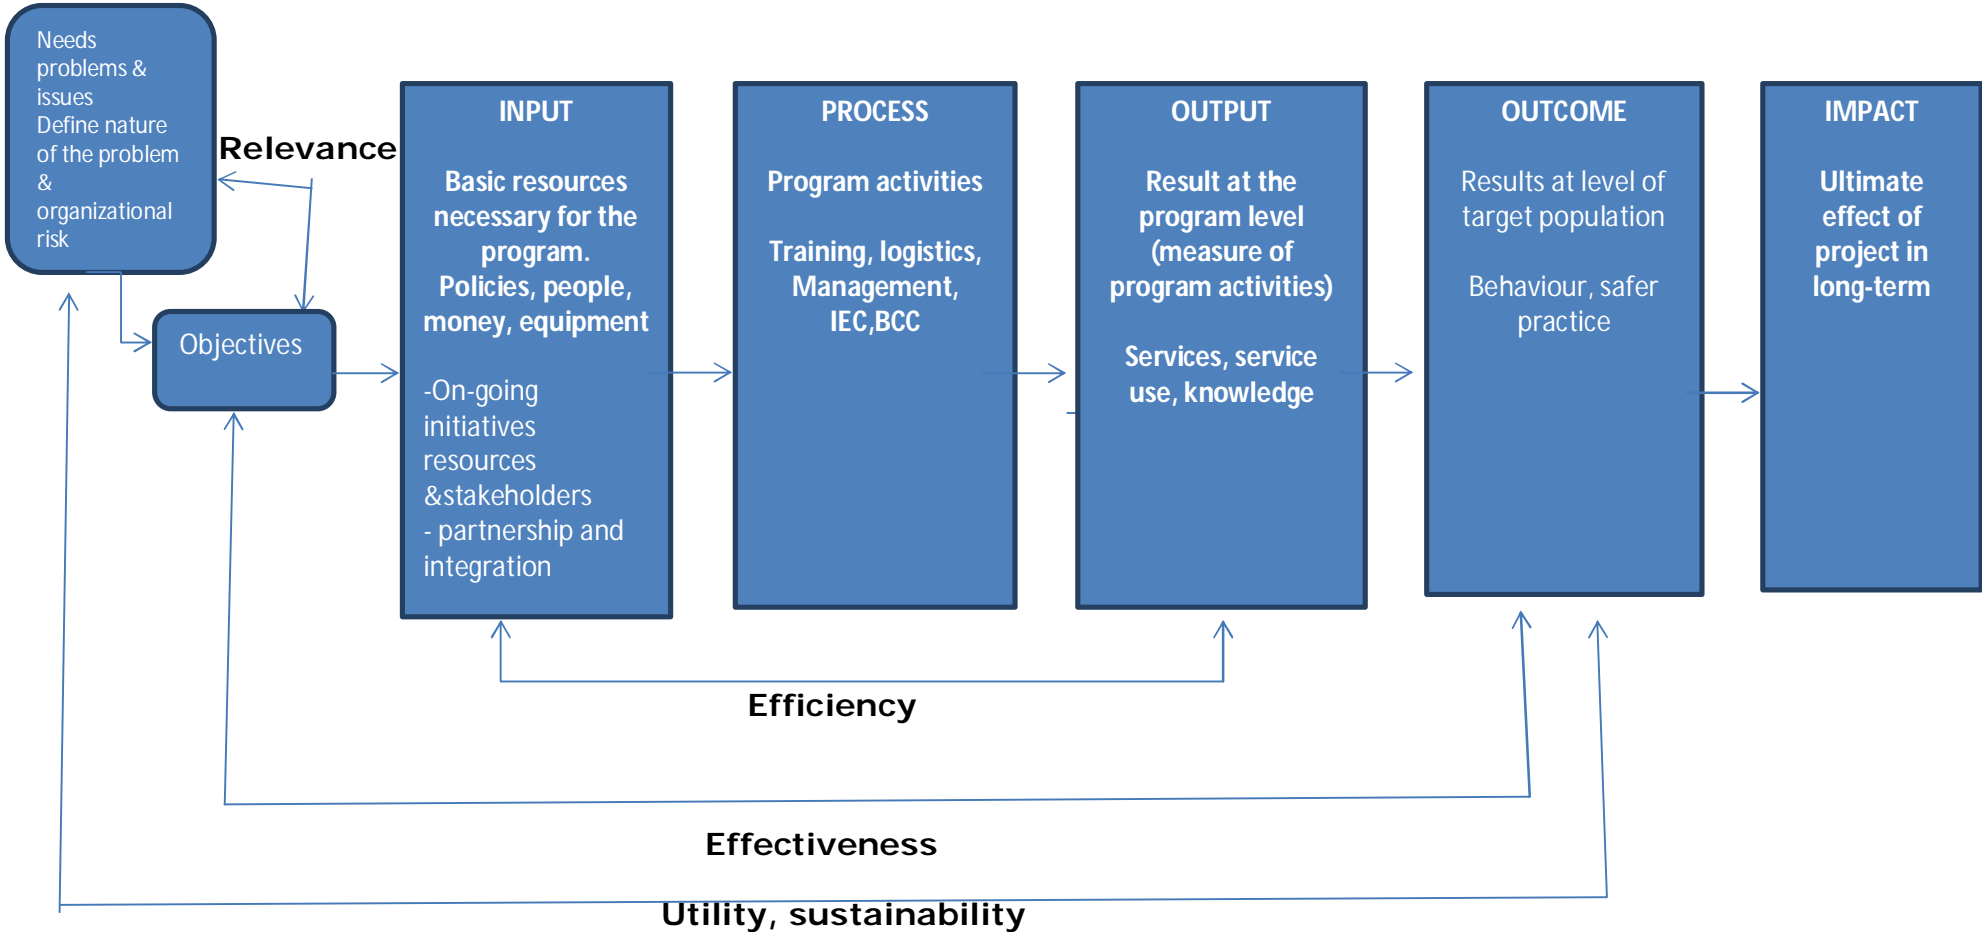 Needs
problems &
issues
Define nature
of the problem
&
organizational
risk
Relevance
Objectives
INPUT
Basic resources
necessary for the
program.
Policies, people,
money, equipment
-On-going
initiatives
resources
&stakeholders
- partnership and
integration
PROCESS
Program activities
Training, logistics,
Management,
IEC,BCC
OUTPUT
Result at the
program level
(measure of
program activities)
Services, service
use, knowledge
OUTCOME
Results at level of
target population
Behaviour, safer
practice
IMPACT
Ultimate
effect of
project in
long-term
Efficiency
Effectiveness
Utility, sustainability